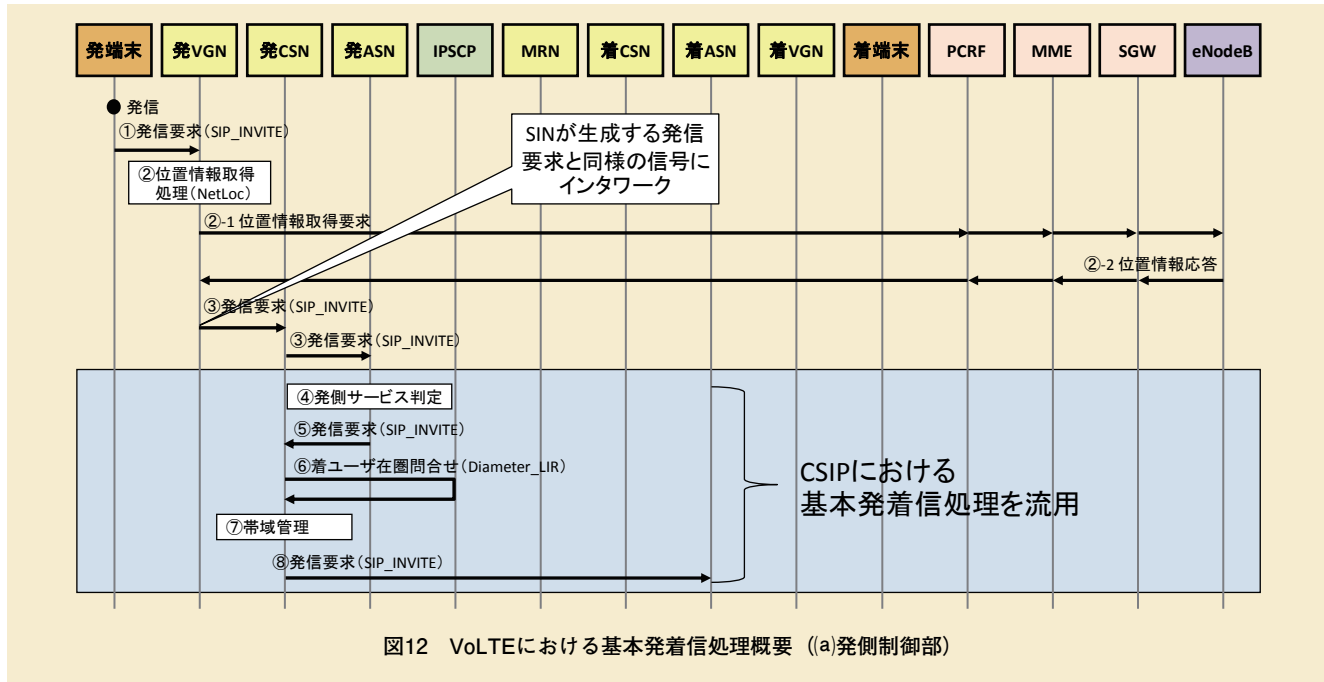 発端末
発VGN
発CSN
発ASN
IPSCP
MRN
着CSN
着ASN
着VGN
着端末
PCRF
MME
SGW
eNodeB
発信
①発信要求(SIP_INVITE)
SINが生成する発信
要求と同様の信号に
インタワーク
②位置情報取得
処理(NetLoc)
②-1 位置情報取得要求
②-2 位置情報応答
③発信要求(SIP_INVITE)
③発信要求(SIP_INVITE)
④発側サービス判定
⑤発信要求(SIP_INVITE)
⑥着ユーザ在圏問合せ(Diameter_LIR)
CSIPにおける
基本発着信処理を流用
⑦帯域管理
⑧発信要求(SIP_INVITE)
図12 VoLTEにおける基本発着信処理概要 ((a)発側制御部)